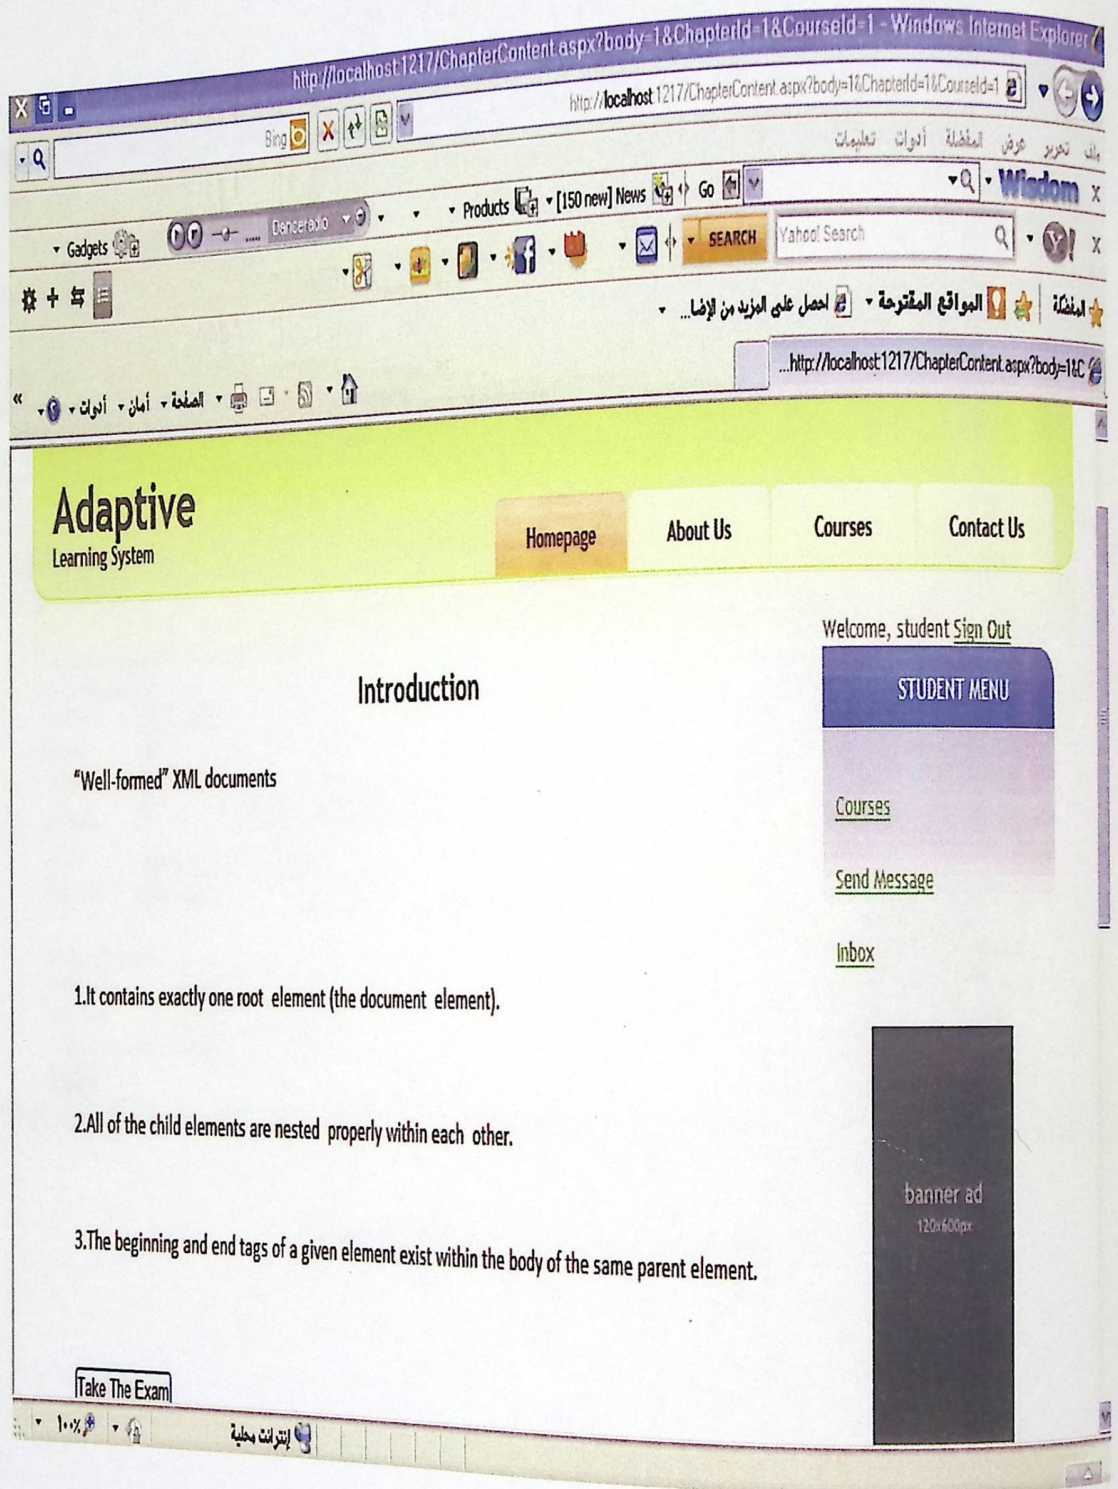 http://localhost:1217/ChapterContent.aspx?body=1&ChapterId=1&CourseId=1 - Windows Internet Explorer
http://localhost:1217/ChapterContent.aspx?body=1&ChapterId=1&CourseId=1
Bing
ملف تحرير عرض المفضلة أدوات تعليمات
Products [150 new] News Go Wisdom X
Gadgets Danceradio SEARCH Yahoo! Search Y! X
المفضلة المواقع المقترحة احصل على المزيد من الإضا...
...http://localhost:1217/ChapterContent.aspx?body=1&C
الصفحة أمان أدوات «
Adaptive
Learning System
Homepage About Us Courses Contact Us
Welcome, student Sign Out
STUDENT MENU
Introduction
"Well-formed" XML documents
Courses
Send Message
Inbox
1.It contains exactly one root element (the document element).
2.All of the child elements are nested properly within each other.
banner ad
120x600px
3.The beginning and end tags of a given element exist within the body of the same parent element.
Take The Exam
إنترانت محلية ١٠٠%